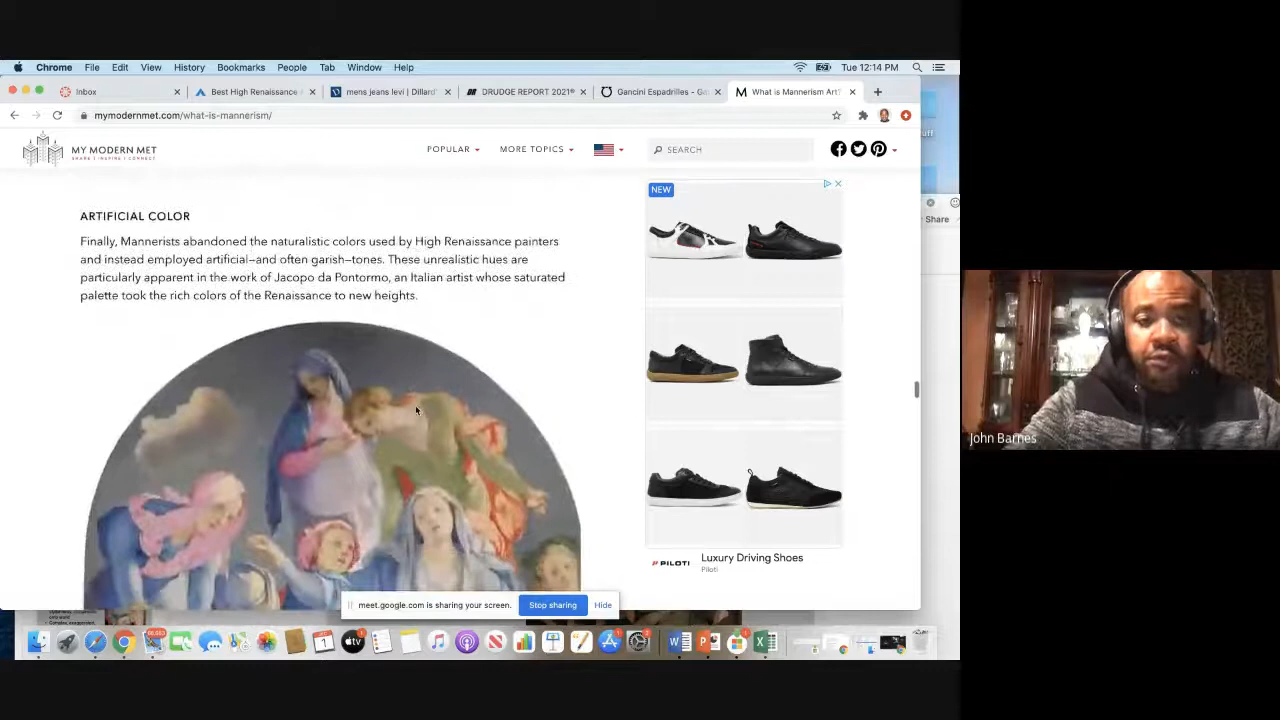 Chrome File Edit View History Bookmarks People Tab Window Help
Tue 12:14 PM
Inbox
Best High Renaissance
mens jeans levi | Dillard'
DRUDGE REPORT 2021®
Gancini Espadrilles - Ga
What is Mannerism Art?
mymodernmet.com/what-is-mannerism/
MY MODERN MET
SHARE | INSPIRE | CONNECT
POPULAR
MORE TOPICS
SEARCH
Share
NEW
ARTIFICIAL COLOR
Finally, Mannerists abandoned the naturalistic colors used by High Renaissance painters
and instead employed artificial—and often garish—tones. These unrealistic hues are
particularly apparent in the work of Jacopo da Pontormo, an Italian artist whose saturated
palette took the rich colors of the Renaissance to new heights.
PILOTI
Luxury Driving Shoes
Piloti
meet.google.com is sharing your screen.
Stop sharing
Hide
John Barnes